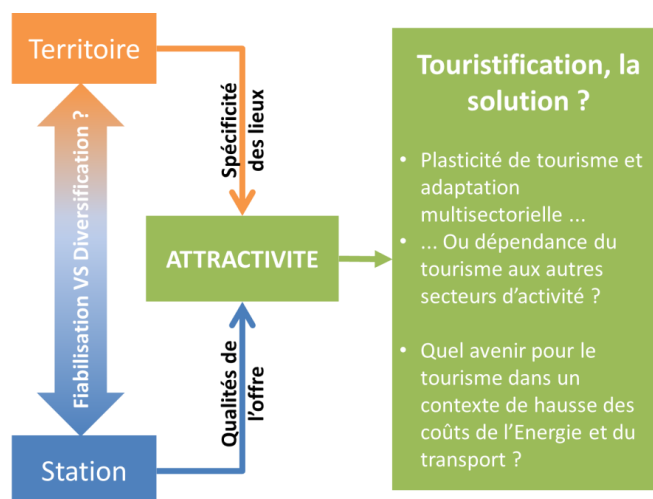 Territoire
Fiabilisation VS Diversification ?
Station
Spécificité
des lieux
ATTRACTIVITE
Qualités de
l'offre
Touristification, la
solution ?
• Plasticité de tourisme et
adaptation
multisectorielle ...
• ... Ou dépendance du
tourisme aux autres
secteurs d'activité ?
• Quel avenir pour le
tourisme dans un
contexte de hausse des
coûts de l'Energie et du
transport ?